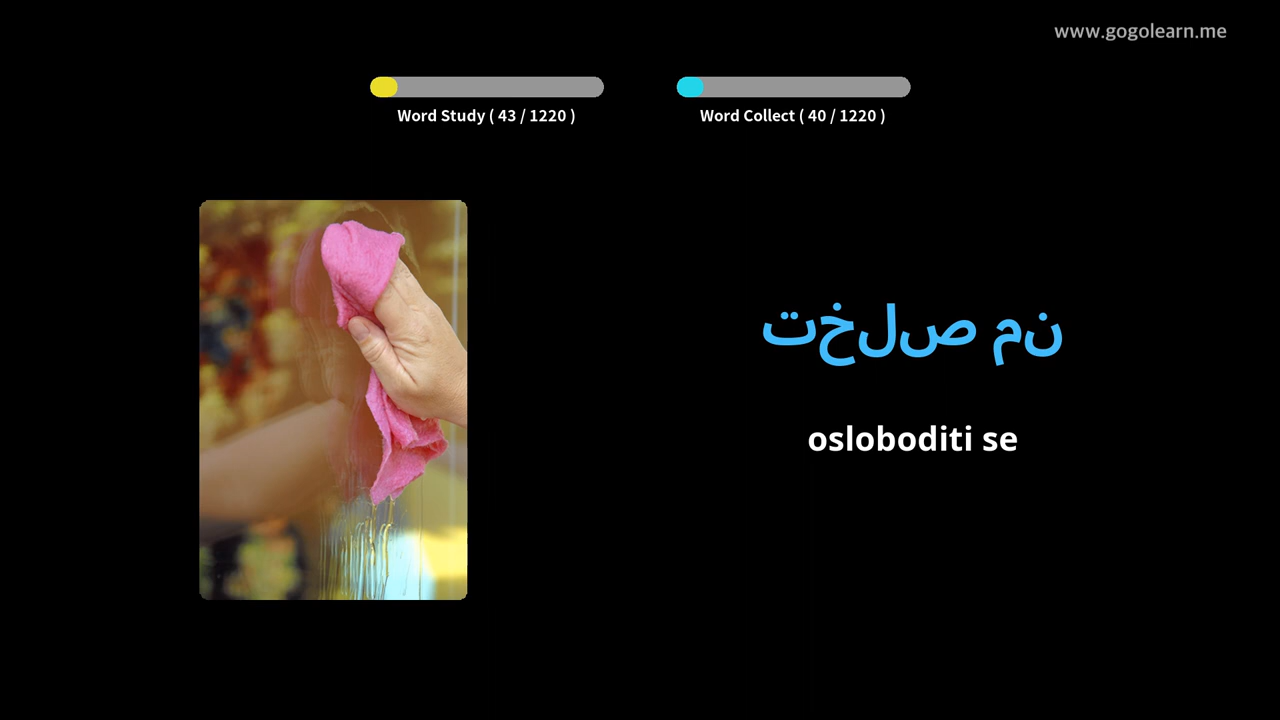 www.gogolearn.me
Word Study ( 43 / 1220 )
Word Collect ( 40 / 1220 )
تخلص من
osloboditi se